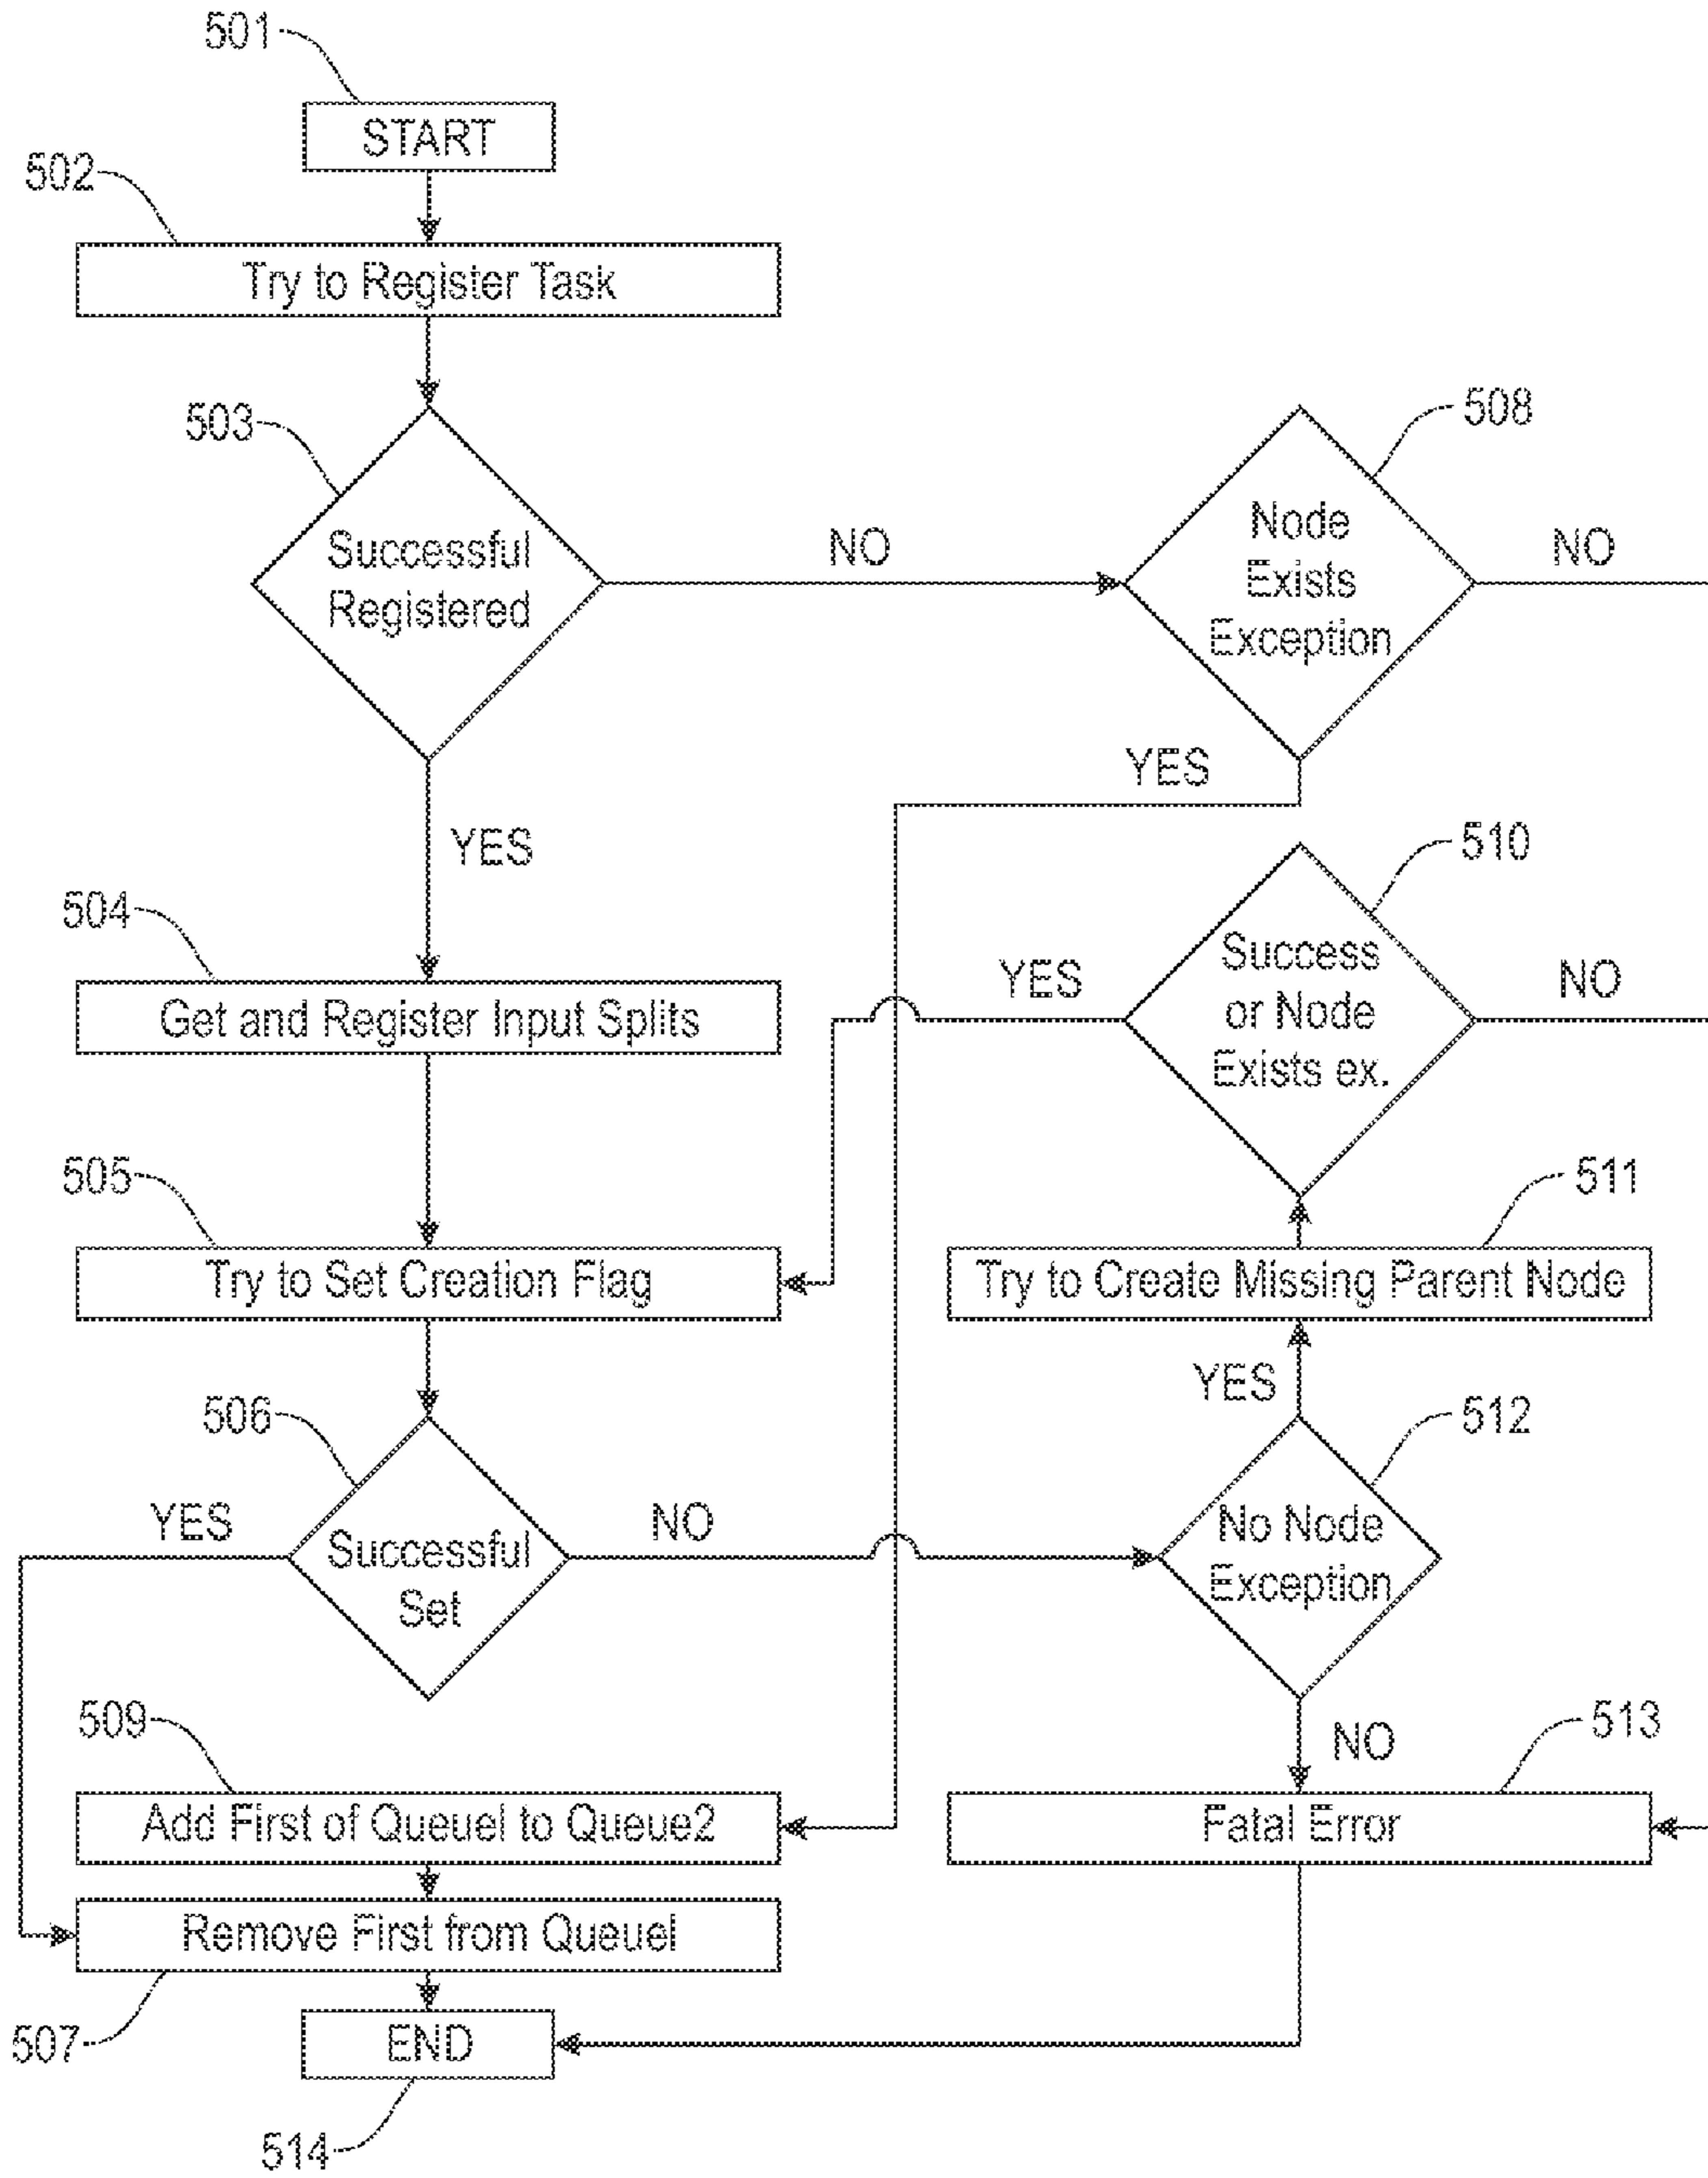 501
START
502
Try to Register Task
503
Successful
Registered
NO
508
Node
Exists
Exception
NO
YES
YES
504
Get and Register Input Splits
510
Success
or Node
Exists ex.
YES
NO
505
Try to Set Creation Flag
511
Try to Create Missing Parent Node
YES
506
Successful
Set
YES
NO
512
No Node
Exception
NO
509
Add First of Queuel to Queue2
513
Fatal Error
Remove First from Queuel
507
END
514